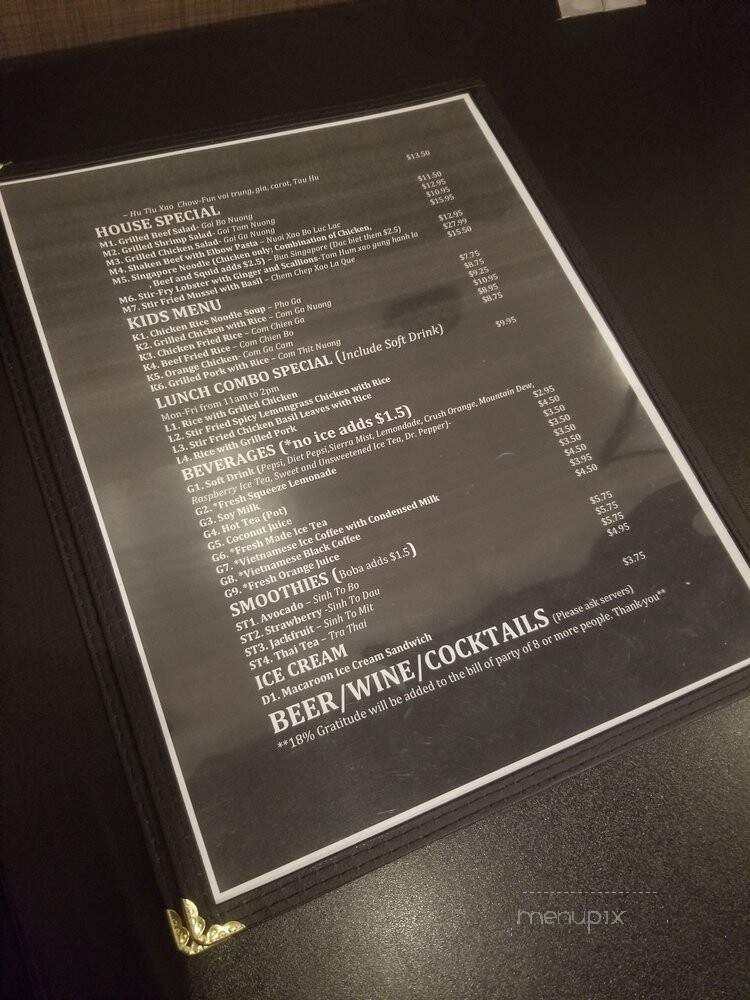 $13.50
~ Hu Tiu Xao Chow-Fun voi trung, gia, carot, Tau Hu
HOUSE SPECIAL
M1. Grilled Beef Salad- Goi Bo Nuong $11.50
M2. Grilled Shrimp Salad- Goi Tom Nuong $12.95
M3. Grilled Chicken Salad- Goi Ga Nuong $10.95
M4. Shaken Beef with Elbow Pasta – Nuoi Xao Bo Luc Lac $15.95
M5. Singapore Noodle (Chicken only; Combination of Chicken, $12.95
, Beef and Squid adds $2.5) – Bun Singapore (Dac biet them $2.5)
M6. Stir-Fry Lobster with Ginger and Scallions-Tom Hum xao gung hanh la $27.99
M7. Stir Fried Mussel with Basil – Chem Chep Xao La Que $15.50
KIDS MENU
K1. Chicken Rice Noodle Soup – Pho Ga $7.75
K2. Grilled Chicken with Rice – Com Ga Nuong $8.75
K3. Chicken Fried Rice – Com Chien Ga $9.25
K4. Beef Fried Rice – Com Chien Bo $10.95
K5. Orange Chicken- Com Ga Cam $8.95
K6. Grilled Pork with Rice – Com Thit Nuong $8.75
LUNCH COMBO SPECIAL (Include Soft Drink)
Mon-Fri from 11am to 2pm $9.95
L1. Rice with Grilled Chicken
L2. Stir Fried Spicy Lemongrass Chicken with Rice
L3. Stir Fried Chicken Basil Leaves with Rice
L4. Rice with Grilled Pork
BEVERAGES (*no ice adds $1.5)
G1. Soft Drink (Pepsi, Diet Pepsi,Sierra Mist, Lemondade, Crush Orange, Mountain Dew,
Raspberry Ice Tea, Sweet and Unsweetened Ice Tea, Dr. Pepper)- $2.95
G2. *Fresh Squeeze Lemonade $4.50
G3. Soy Milk $3.50
G4. Hot Tea (Pot) $3.50
G5. Coconut Juice $3.50
G6. *Fresh Made Ice Tea $3.50
G7. *Vietnamese Ice Coffee with Condensed Milk $4.50
G8. *Vietnamese Black Coffee $3.95
G9. *Fresh Orange Juice $4.50
SMOOTHIES (Boba adds $1.5)
ST1. Avocado – Sinh To Bo $5.75
ST2. Strawberry -Sinh To Dau $5.75
ST3. Jackfruit – Sinh To Mit $5.75
ST4. Thai Tea – Tra Thai $4.95
ICE CREAM
D1. Macaroon Ice Cream Sandwich $3.75
BEER/WINE/COCKTAILS (Please ask servers)
**18% Gratitude will be added to the bill of party of 8 or more people. Thank you**
menupix